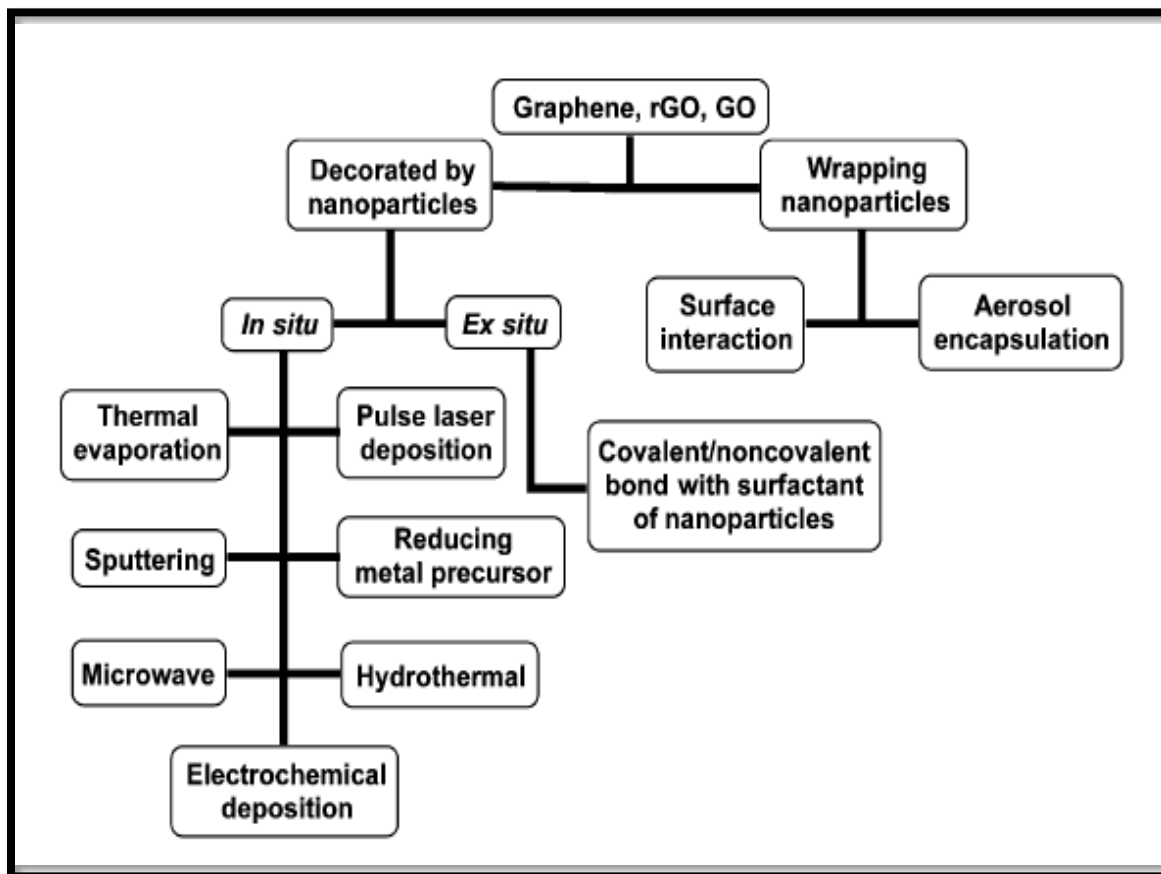 Graphene, rGO, GO
Decorated by
nanoparticles
Wrapping
nanoparticles
In situ
Ex situ
Surface
interaction
Aerosol
encapsulation
Thermal
evaporation
Pulse laser
deposition
Covalent/noncovalent
bond with surfactant
of nanoparticles
Sputtering
Reducing
metal precursor
Microwave
Hydrothermal
Electrochemical
deposition